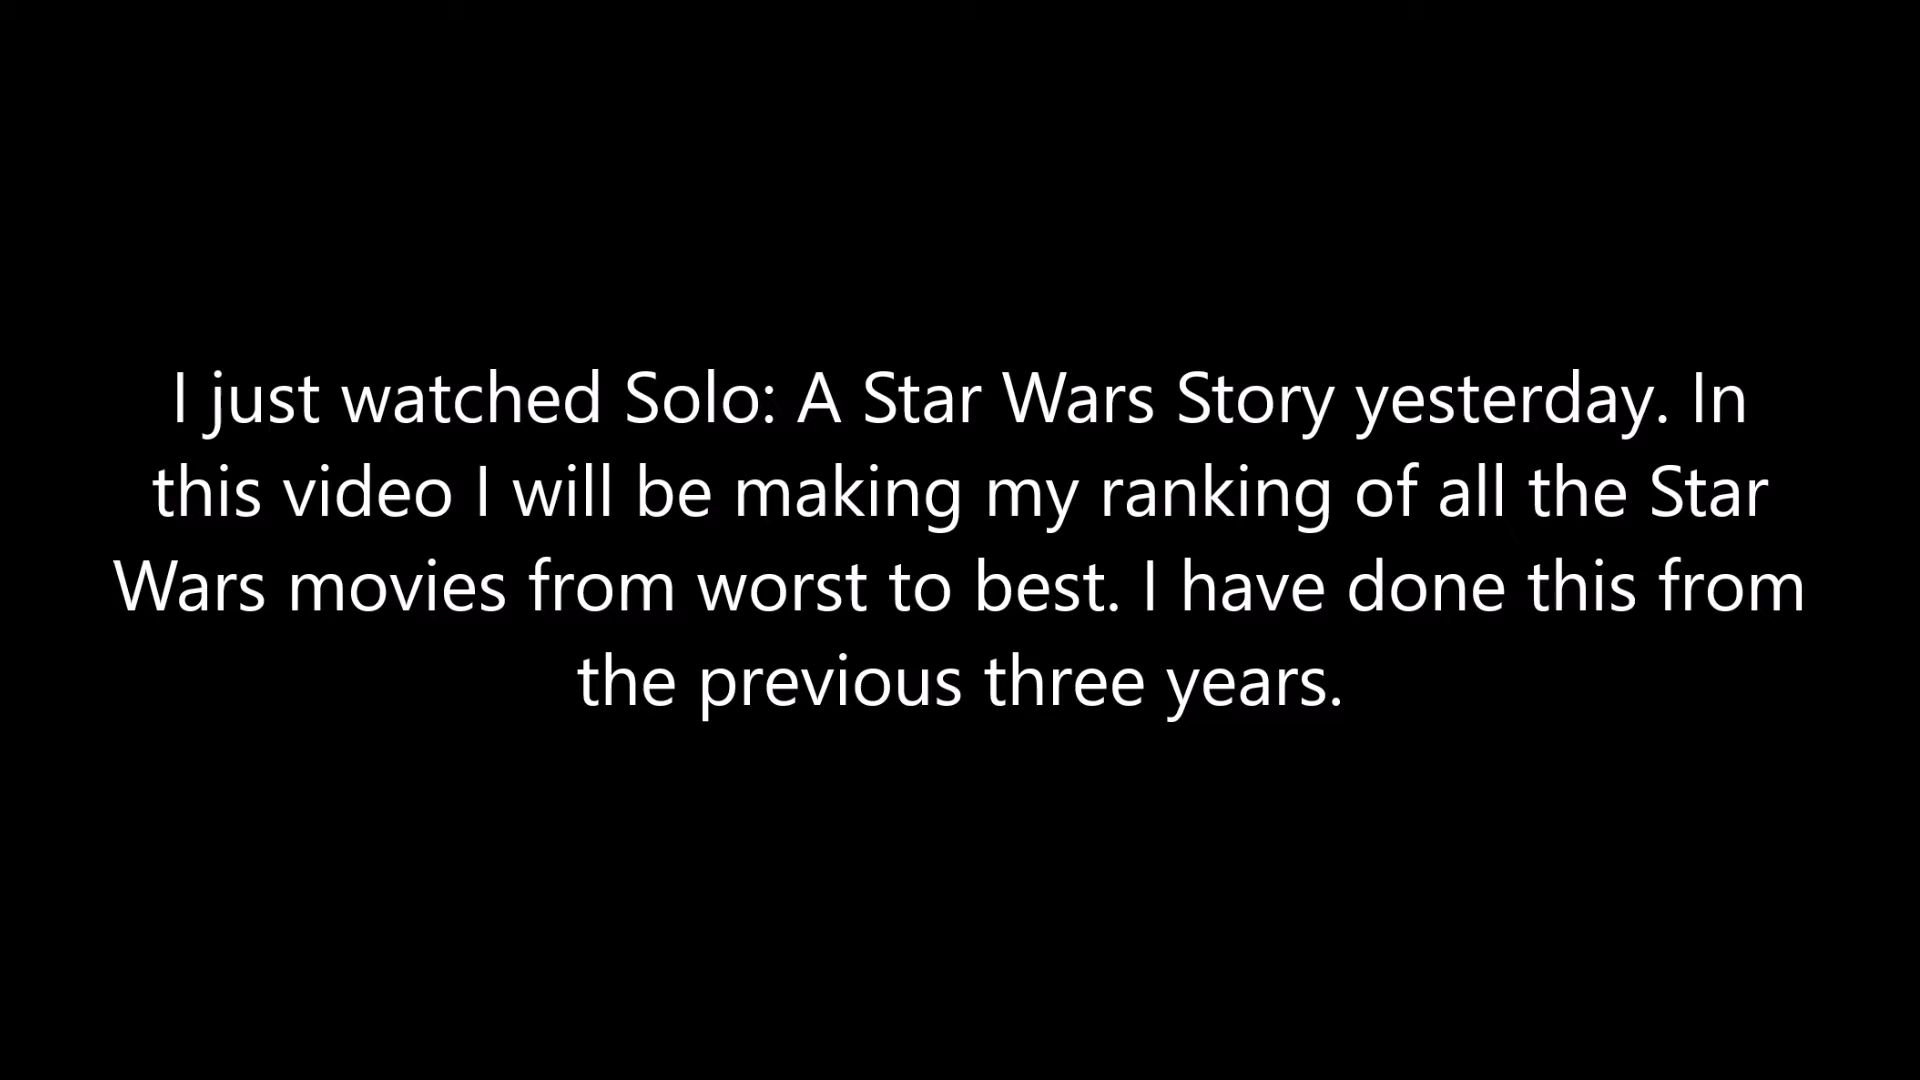 I just watched Solo: A Star Wars Story yesterday. In
this video I will be making my ranking of all the Star
Wars movies from worst to best. I have done this from
the previous three years.